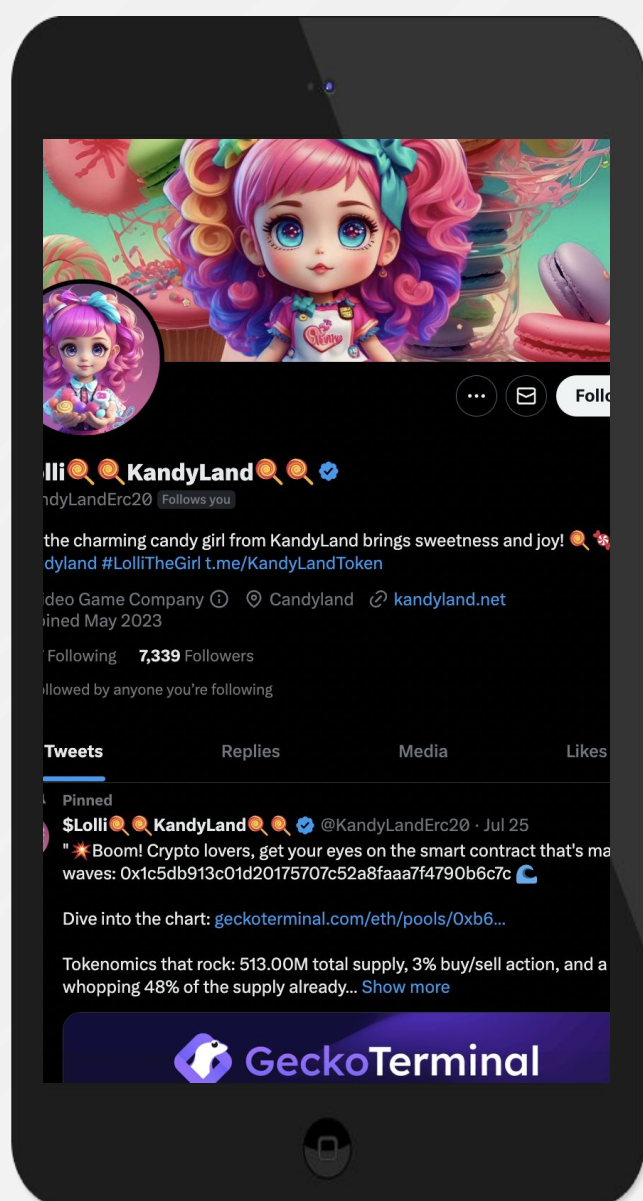 Follo
lli🍭🍭KandyLand🍭🍭
ndyLandErc20 Follows you
the charming candy girl from KandyLand brings sweetness and joy! 🍭🍬
dyland #LolliTheGirl t.me/KandyLandToken
ideo Game Company Candyland kandyland.net
ined May 2023
Following 7,339 Followers
llowed by anyone you're following
Tweets Replies Media Likes
Pinned
$Lolli🍭🍭KandyLand🍭🍭 @KandyLandErc20 · Jul 25
"💥Boom! Crypto lovers, get your eyes on the smart contract that's ma
waves: 0x1c5db913c01d20175707c52a8faaa7f4790b6c7c 🌊
Dive into the chart: geckoterminal.com/eth/pools/0xb6...
Tokenomics that rock: 513.00M total supply, 3% buy/sell action, and a
whopping 48% of the supply already... Show more
GeckoTerminal